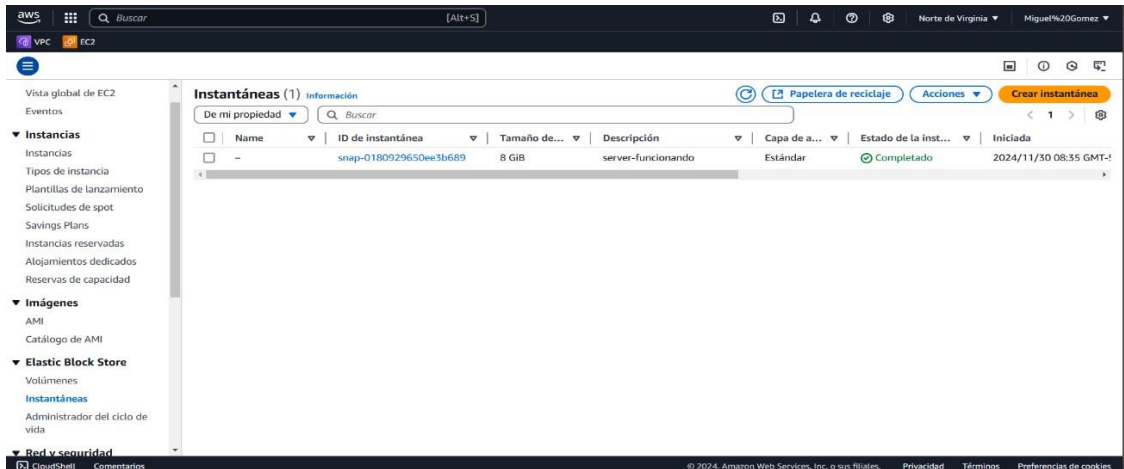 aws Buscar [Alt+S] Norte de Virginia Miguel%20Gomez
VPC EC2
Vista global de EC2
Eventos
Instancias
Instancias
Tipos de instancia
Plantillas de lanzamiento
Solicitudes de spot
Savings Plans
Instancias reservadas
Alojamientos dedicados
Reservas de capacidad
Imágenes
AMI
Catálogo de AMI
Elastic Block Store
Volúmenes
Instantáneas
Administrador del ciclo de
vida
Red y seguridad
Instantáneas (1) Información Papelera de reciclaje Acciones Crear instantánea
De mi propiedad Buscar 1
Name ID de instantánea Tamaño de... Descripción Capa de a... Estado de la inst... Iniciada
– snap-0180929650ee3b689 8 GiB server-funcionando Estándar Completado 2024/11/30 08:35 GMT-5
CloudShell Comentarios © 2024, Amazon Web Services, Inc. o sus filiales. Privacidad Términos Preferencias de cookies